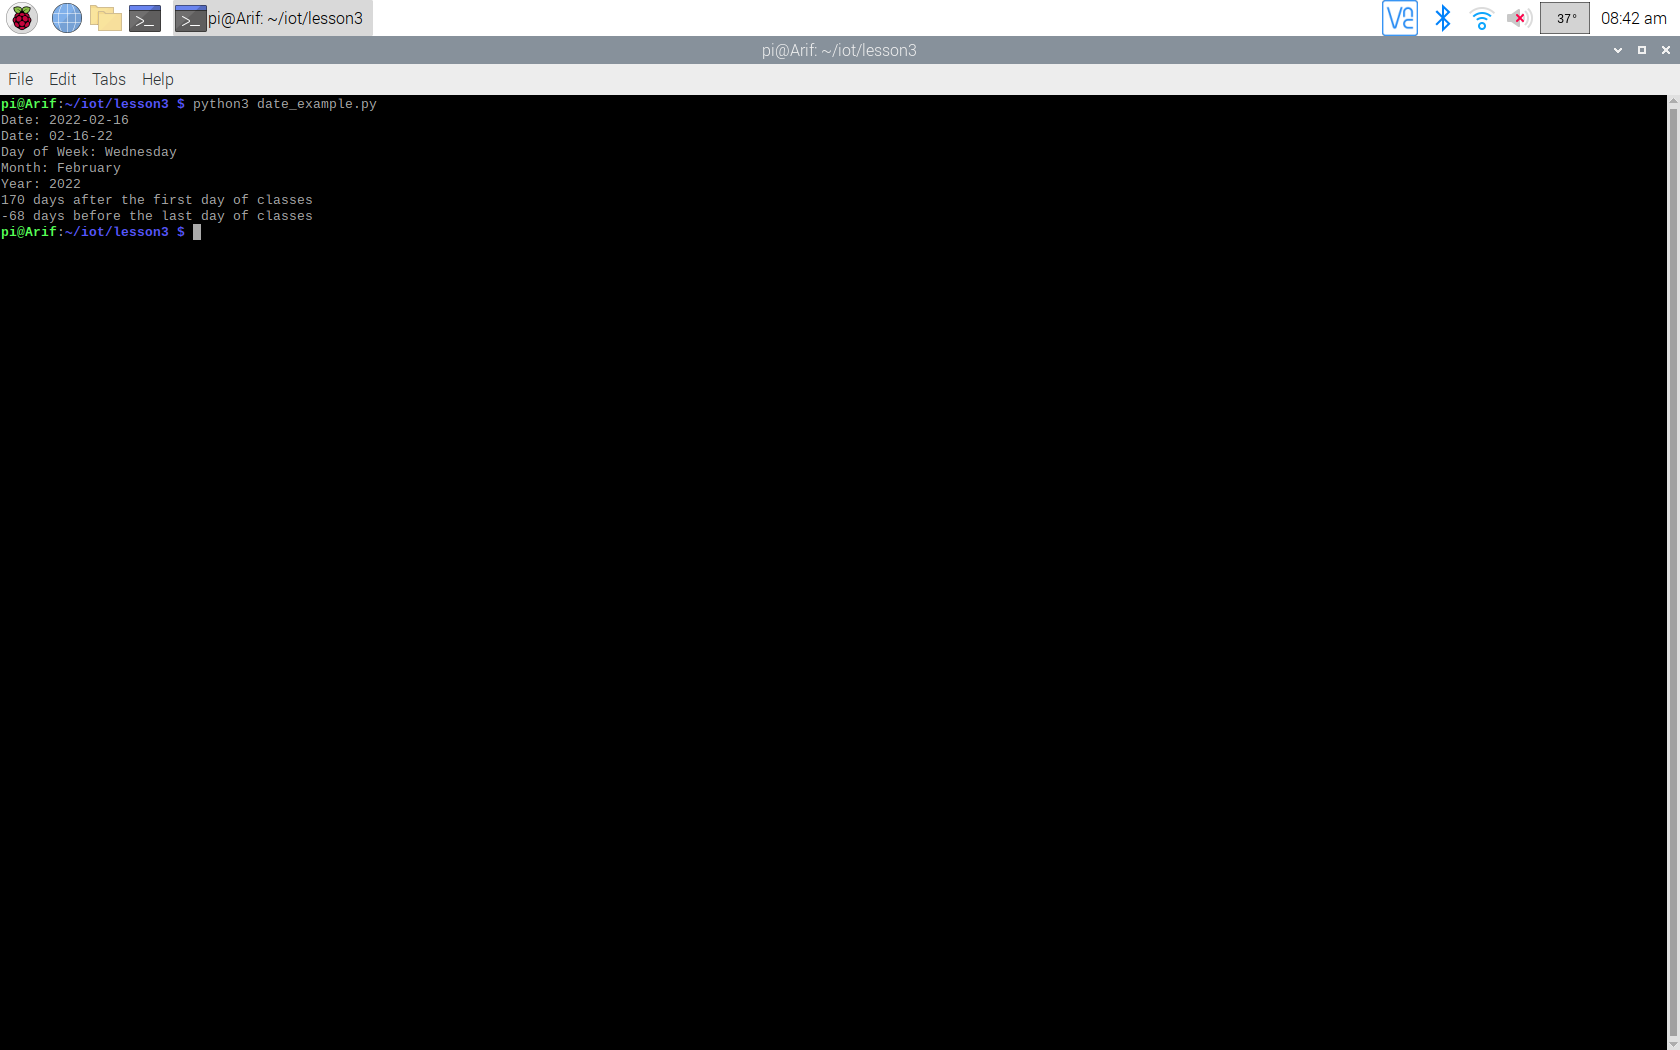 pi@Arif: ~/iot/lesson3
VNC
37°
08:42 am
pi@Arif: ~/iot/lesson3
File Edit Tabs Help
pi@Arif:~/iot/lesson3 $ python3 date_example.py
Date: 2022-02-16
Date: 02-16-22
Day of Week: Wednesday
Month: February
Year: 2022
170 days after the first day of classes
-68 days before the last day of classes
pi@Arif:~/iot/lesson3 $